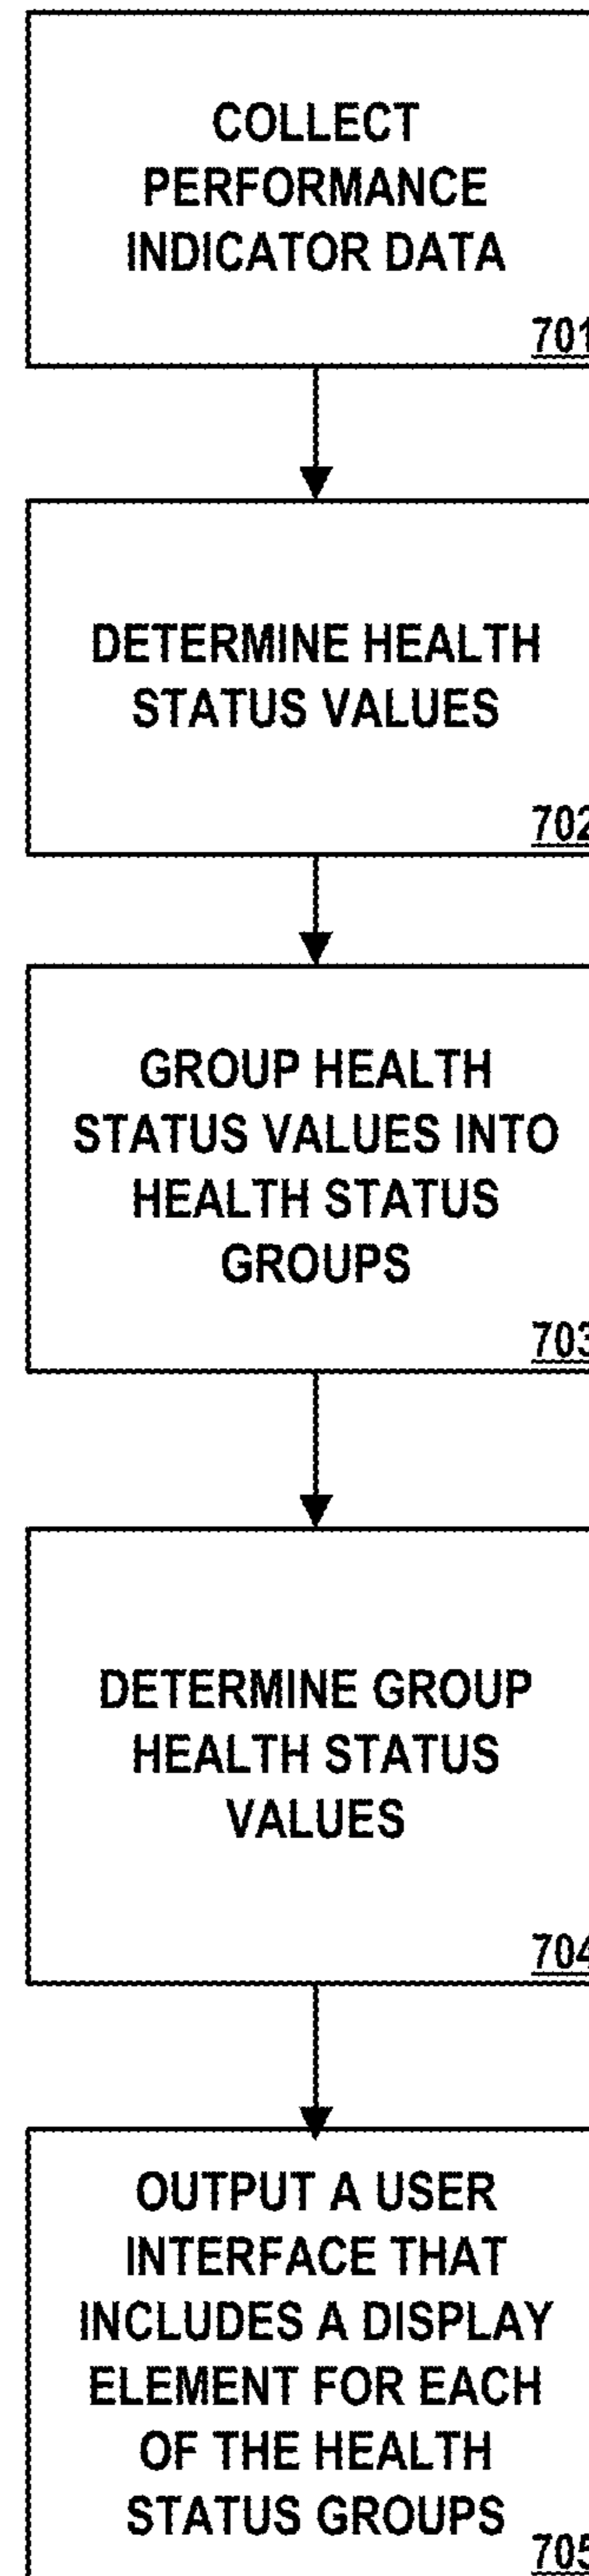 COLLECT
PERFORMANCE
INDICATOR DATA
701
DETERMINE HEALTH
STATUS VALUES
702
GROUP HEALTH
STATUS VALUES INTO
HEALTH STATUS
GROUPS
703
DETERMINE GROUP
HEALTH STATUS
VALUES
704
OUTPUT A USER
INTERFACE THAT
INCLUDES A DISPLAY
ELEMENT FOR EACH
OF THE HEALTH
STATUS GROUPS
705